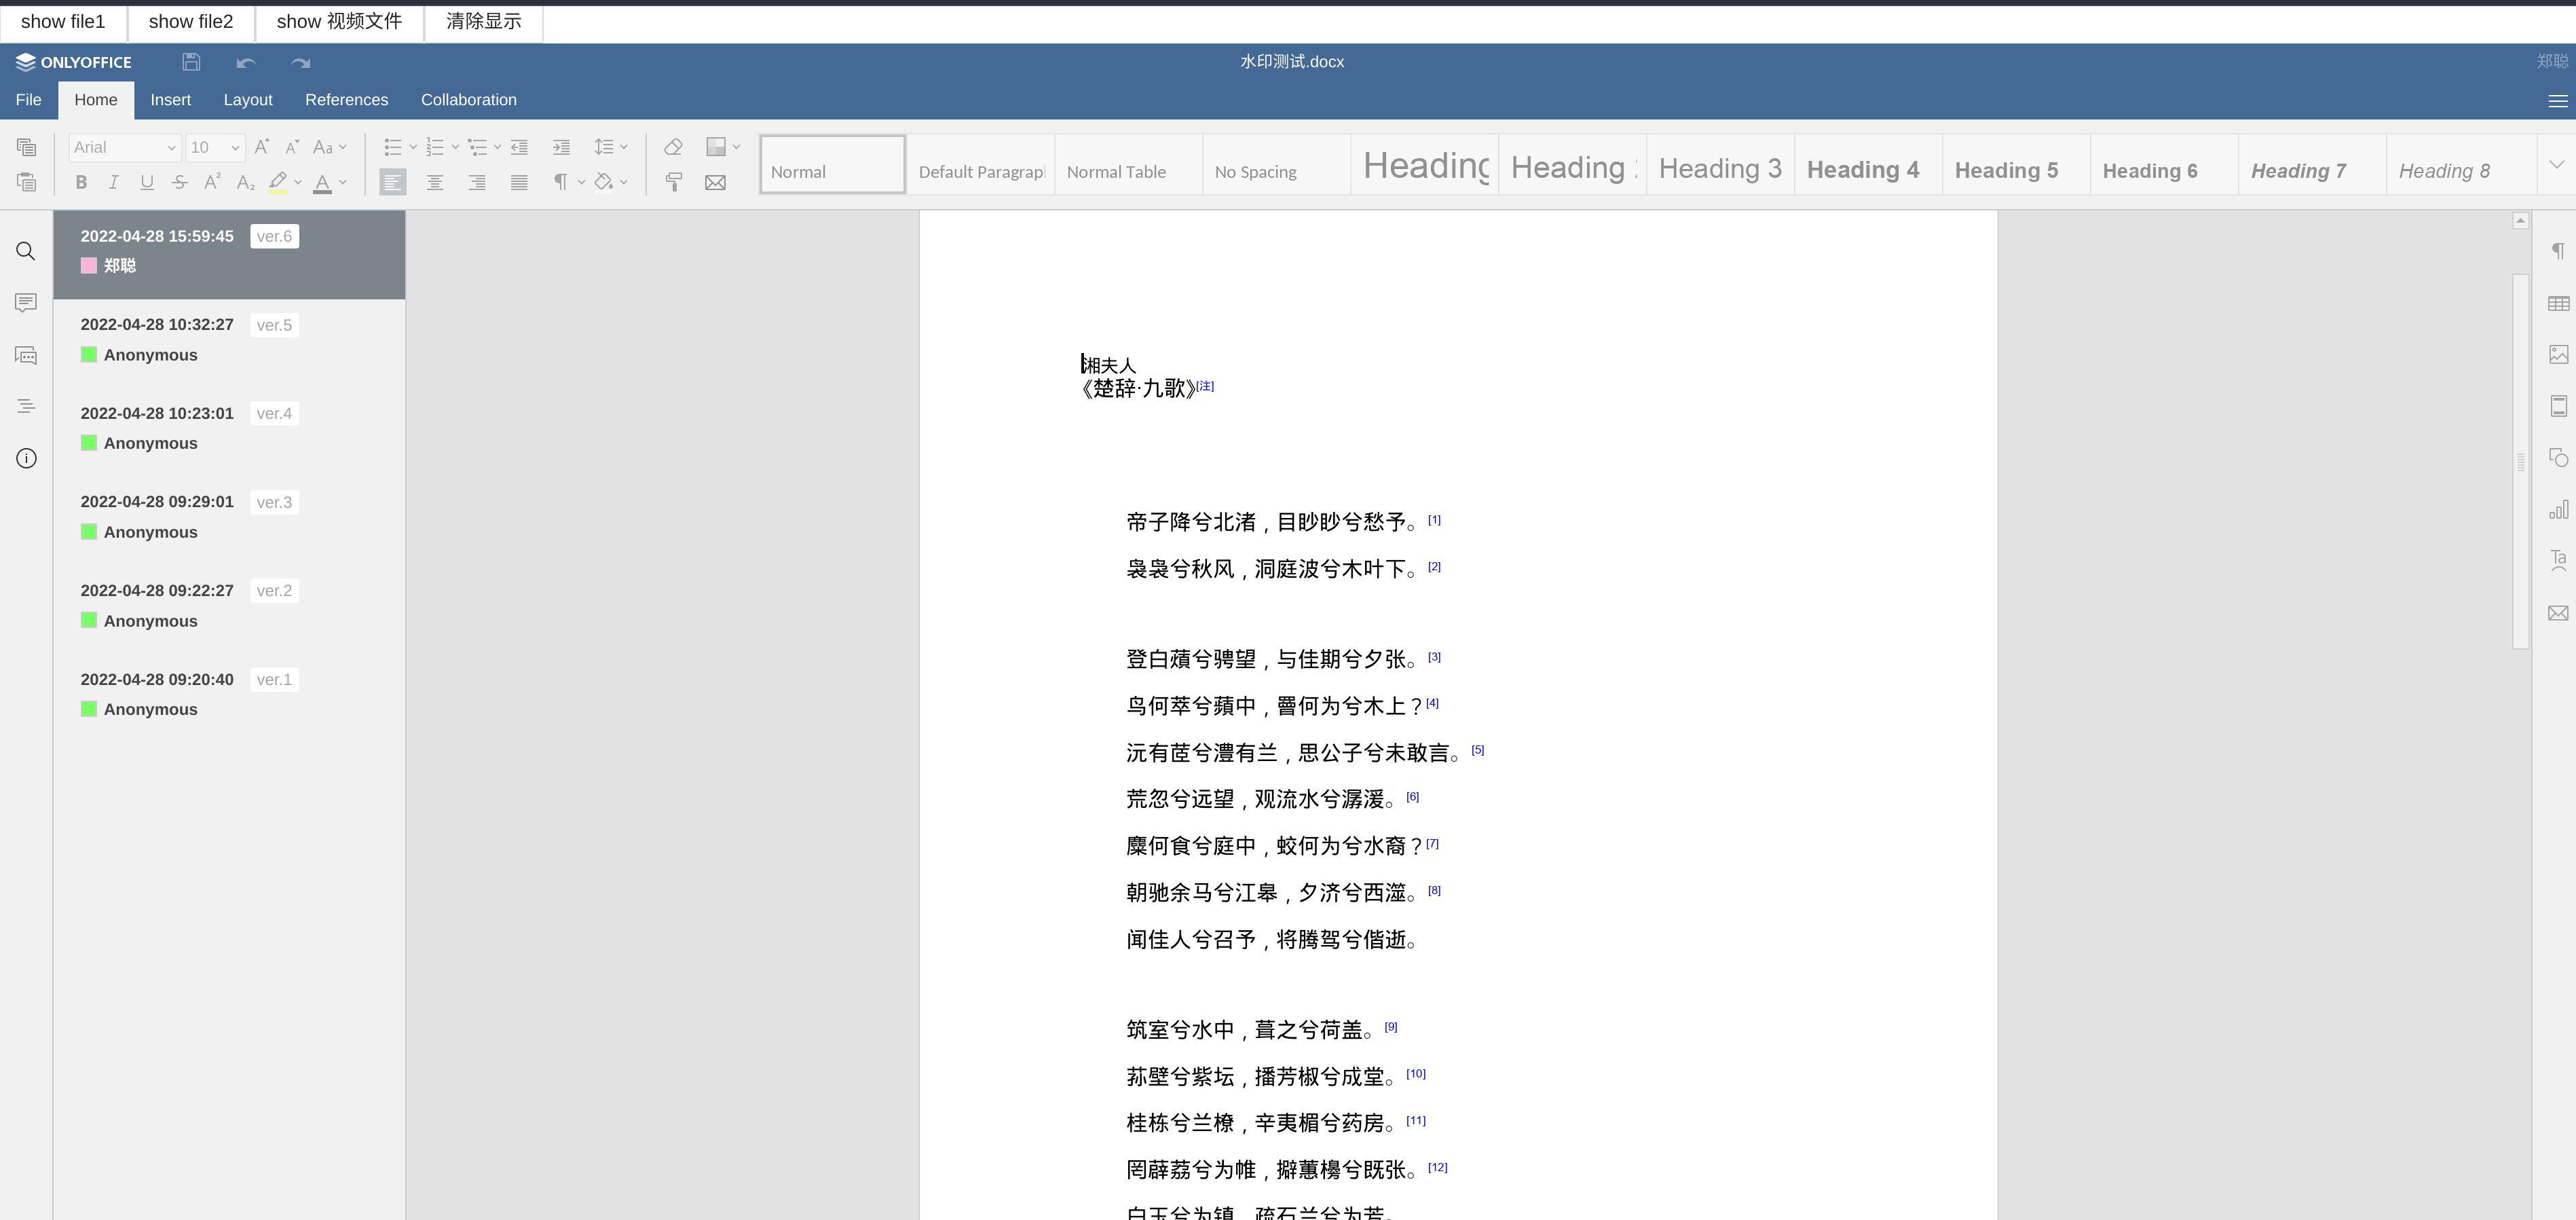 show file1 show file2 show 视频文件 清除显示
ONLYOFFICE 水印测试.docx 郑聪
File Home Insert Layout References Collaboration
Arial 10
Normal Default Paragrap Normal Table No Spacing Heading Heading 2 Heading 3 Heading 4 Heading 5 Heading 6 Heading 7 Heading 8
2022-04-28 15:59:45 ver.6
郑聪
2022-04-28 10:32:27 ver.5
Anonymous
2022-04-28 10:23:01 ver.4
Anonymous
2022-04-28 09:29:01 ver.3
Anonymous
2022-04-28 09:22:27 ver.2
Anonymous
2022-04-28 09:20:40 ver.1
Anonymous
湘夫人
《楚辞·九歌》[注]
帝子降兮北渚，目眇眇兮愁予。[1]
袅袅兮秋风，洞庭波兮木叶下。[2]
登白薠兮骋望，与佳期兮夕张。[3]
鸟何萃兮蘋中，罾何为兮木上？[4]
沅有茝兮澧有兰，思公子兮未敢言。[5]
荒忽兮远望，观流水兮潺湲。[6]
麋何食兮庭中，蛟何为兮水裔？[7]
朝驰余马兮江皋，夕济兮西澨。[8]
闻佳人兮召予，将腾驾兮偕逝。
筑室兮水中，葺之兮荷盖。[9]
荪壁兮紫坛，播芳椒兮成堂。[10]
桂栋兮兰橑，辛夷楣兮药房。[11]
罔薜荔兮为帷，擗蕙櫋兮既张。[12]
白玉兮为镇，疏石兰兮为芳。